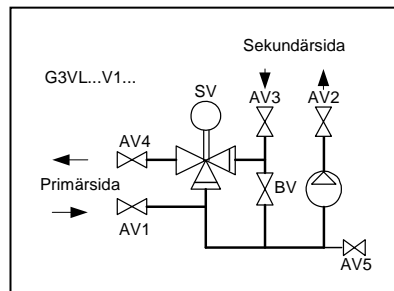 Sekundärsida
G3VL...V1...
SV
AV3
AV2
AV4
Primärsida
BV
AV1
AV5